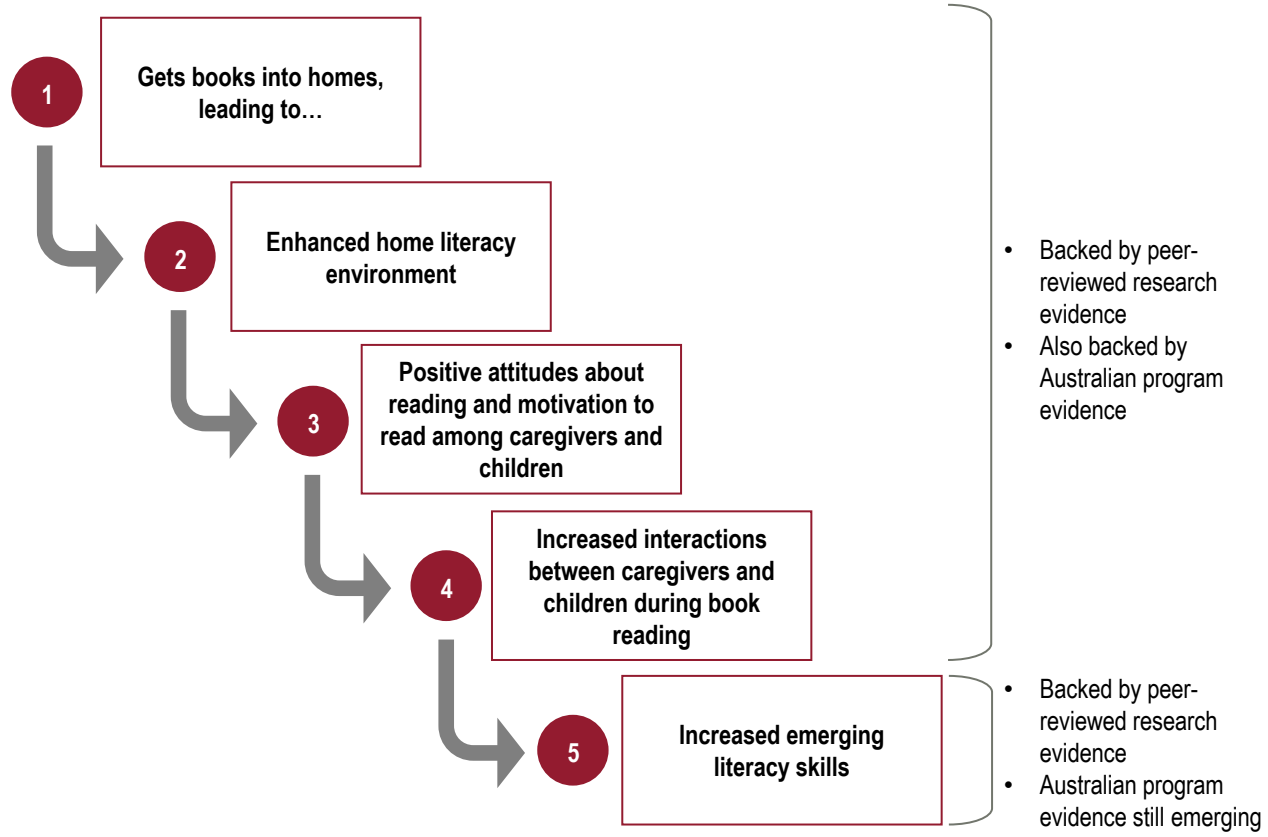 1
Gets books into homes,
leading to…
2
Enhanced home literacy
environment
3
Positive attitudes about
reading and motivation to
read among caregivers and
children
4
Increased interactions
between caregivers and
children during book
reading
5
Increased emerging
literacy skills
• Backed by peer-
reviewed research
evidence
• Also backed by
Australian program
evidence
• Backed by peer-
reviewed research
evidence
• Australian program
evidence still emerging